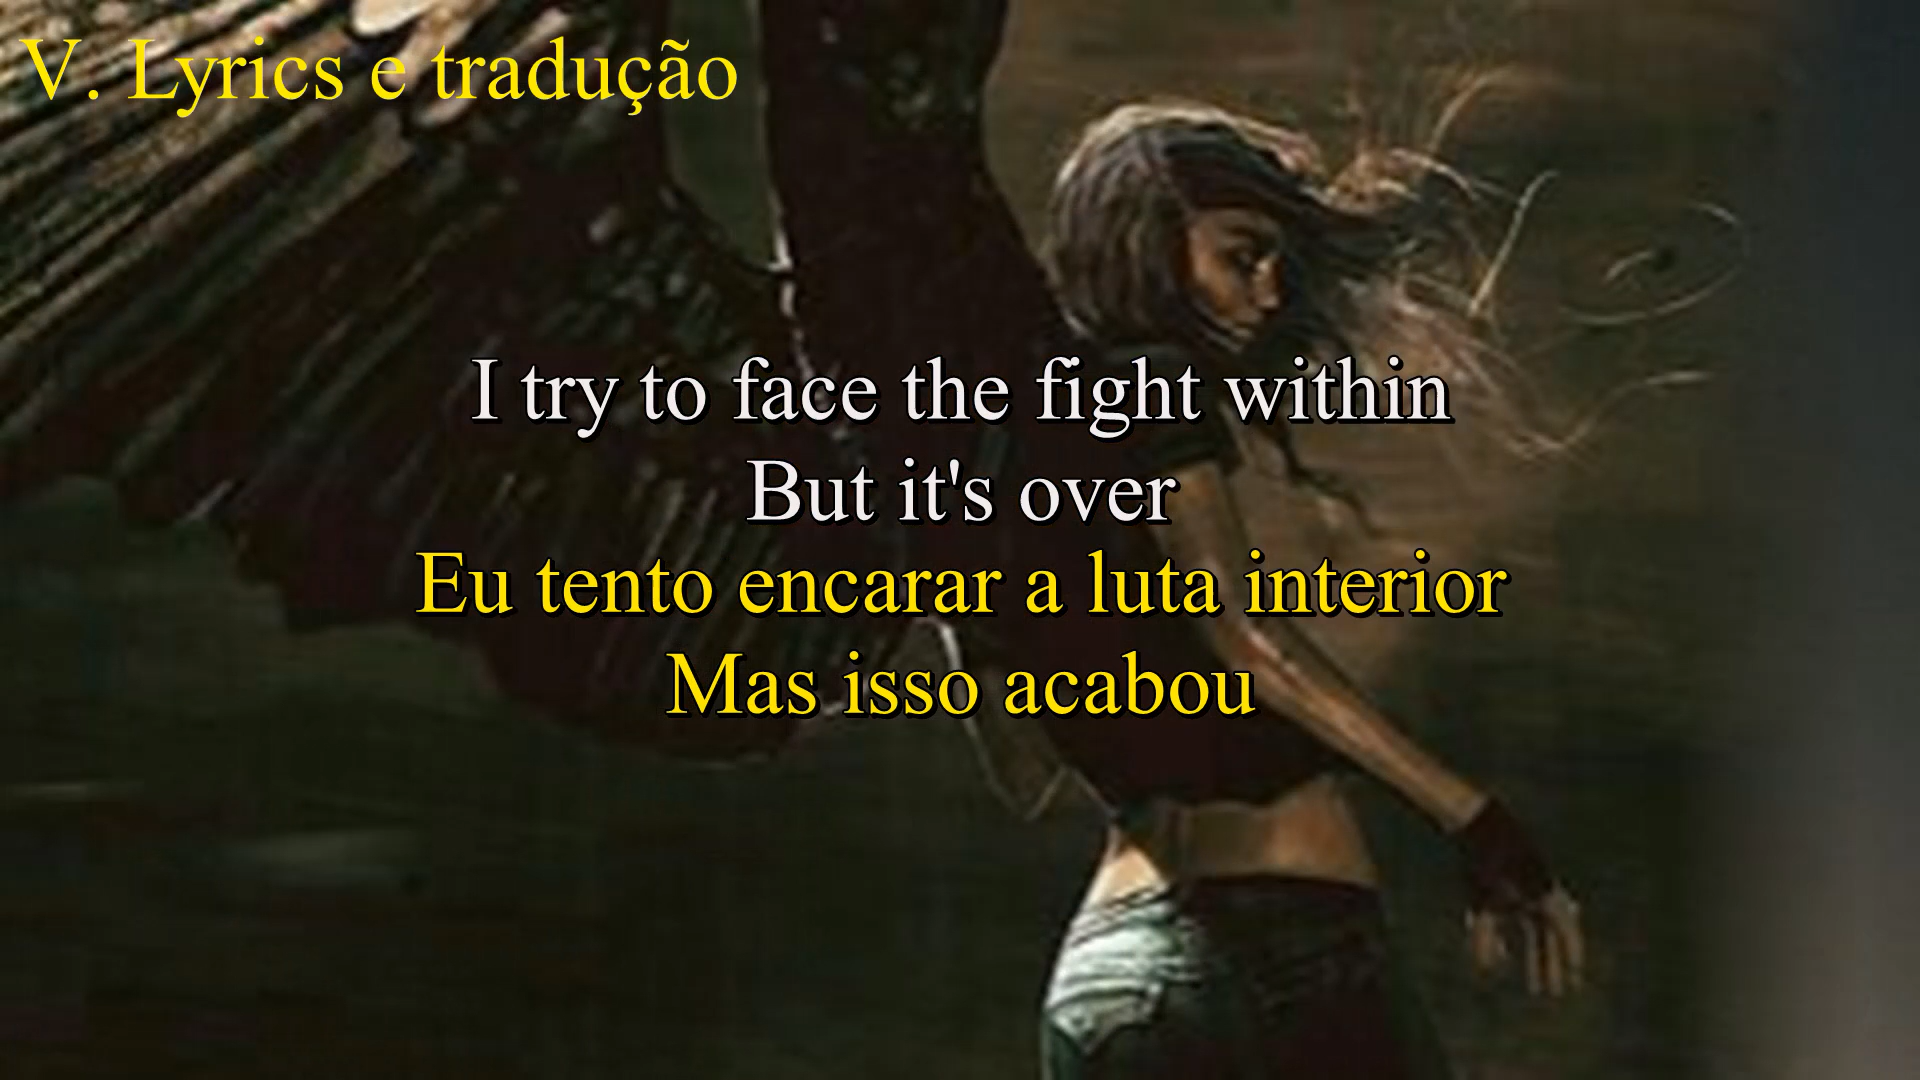 V. Lyrics e tradução
I try to face the fight within
But it's over
Eu tento encarar a luta interior
Mas isso acabou